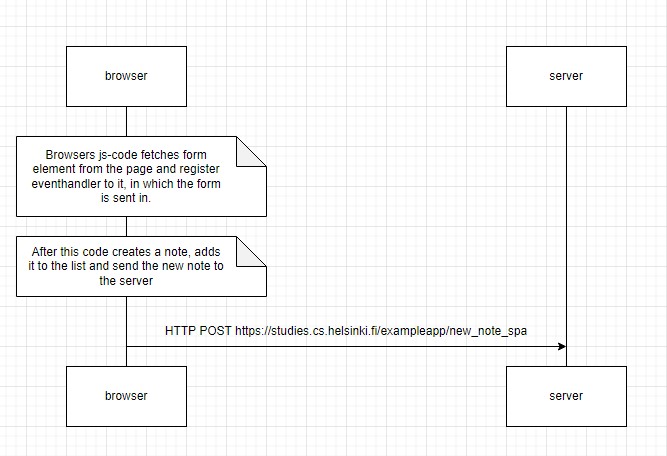 browser
server
Browsers js-code fetches form
element from the page and register
eventhandler to it, in which the form
is sent in.
After this code creates a note, adds
it to the list and send the new note to
the server
HTTP POST https://studies.cs.helsinki.fi/exampleapp/new_note_spa
browser
server